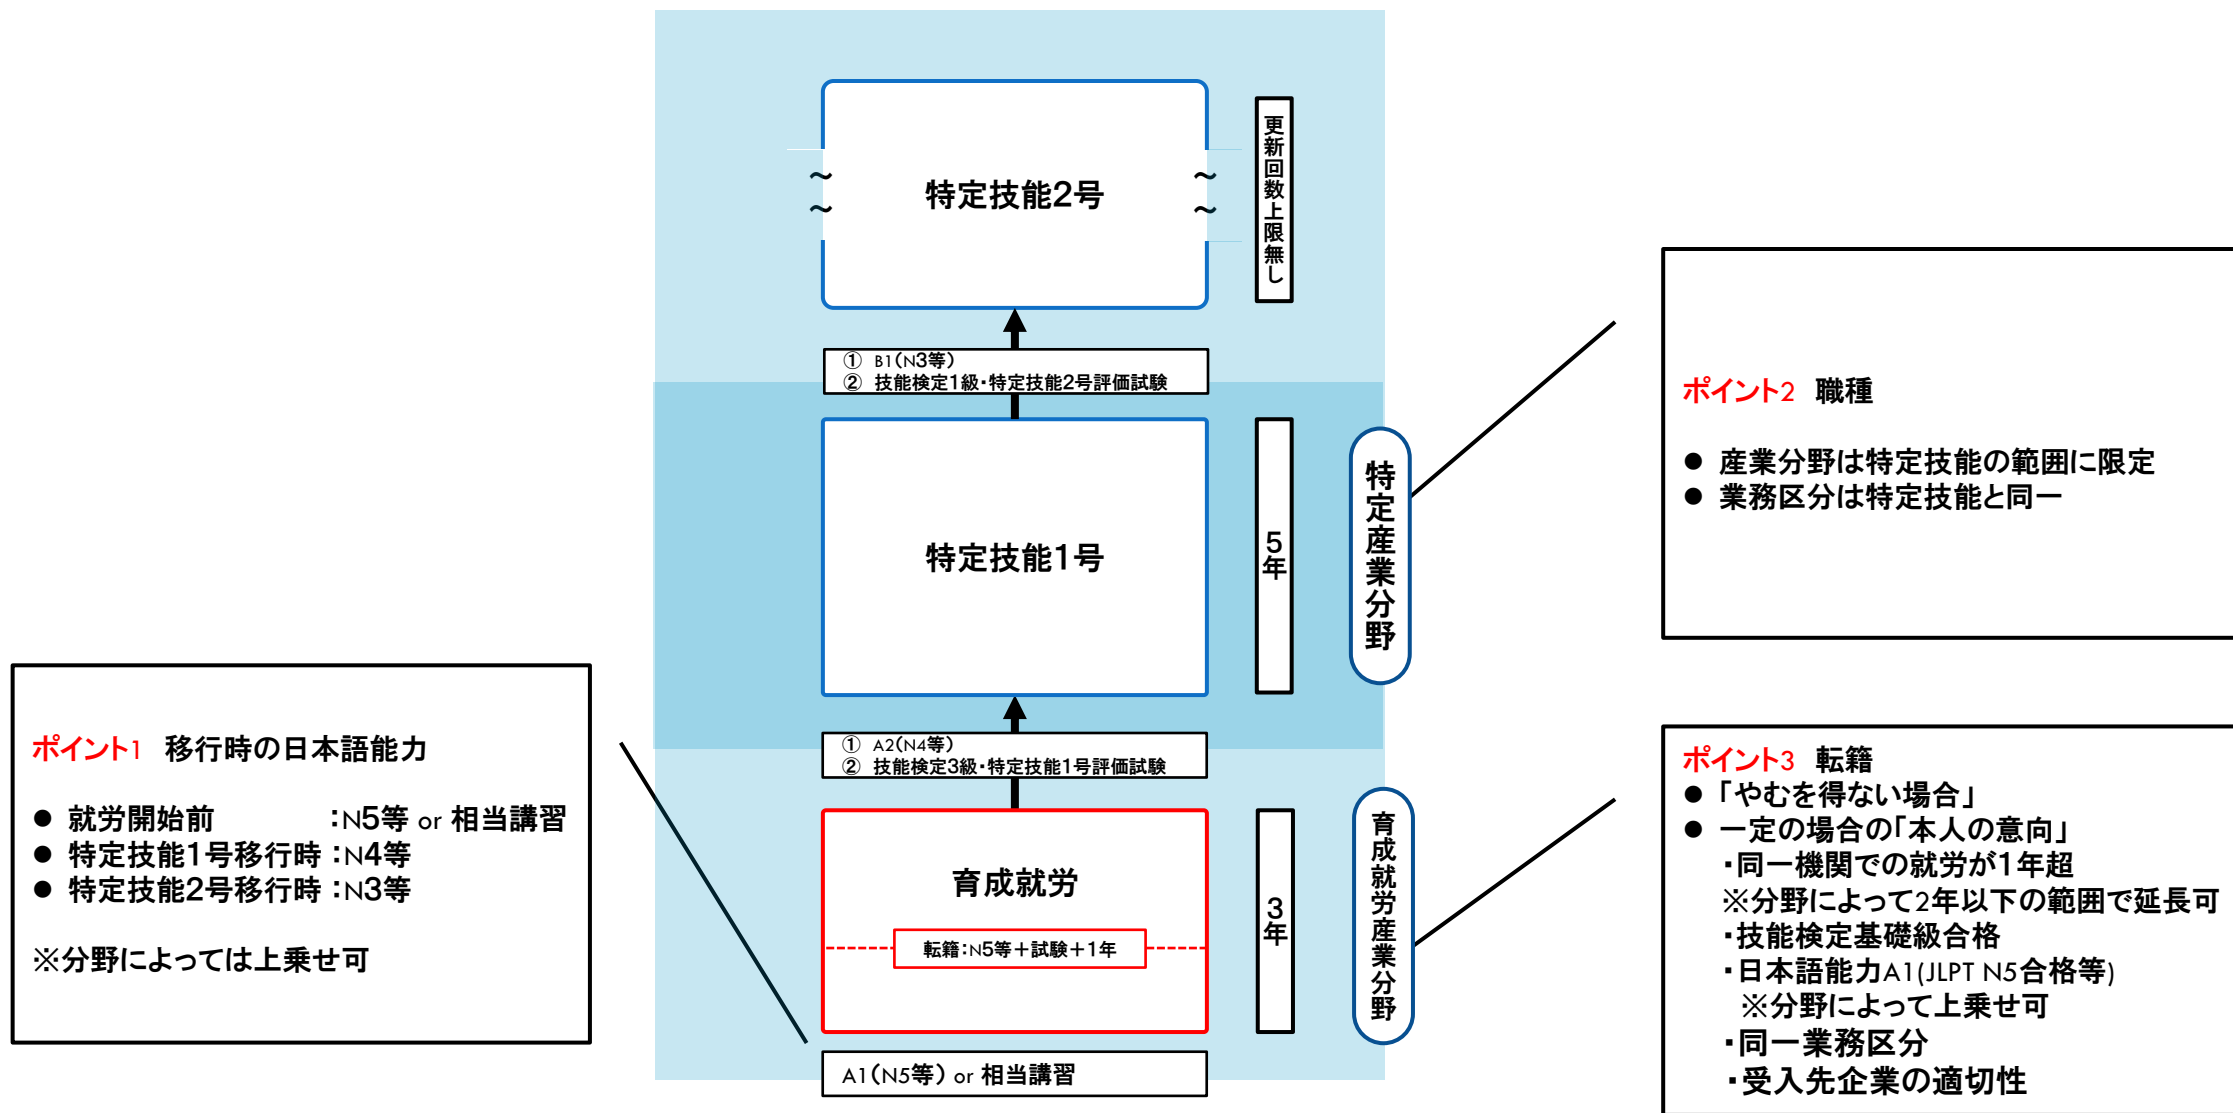 特定技能2号
更新回数上限無し
① B1(N3等)
② 技能検定1級・特定技能2号評価試験
特定技能1号
5年
特定産業分野
① A2(N4等)
② 技能検定3級・特定技能1号評価試験
育成就労
転籍:N5等+試験+1年
3年
育成就労産業分野
A1(N5等) or 相当講習
ポイント1 移行時の日本語能力
● 就労開始前 :N5等 or 相当講習
● 特定技能1号移行時:N4等
● 特定技能2号移行時:N3等
※分野によっては上乗せ可
ポイント2 職種
● 産業分野は特定技能の範囲に限定
● 業務区分は特定技能と同一
ポイント3 転籍
● 「やむを得ない場合」
● 一定の場合の「本人の意向」
・同一機関での就労が1年超
※分野によって2年以下の範囲で延長可
・技能検定基礎級合格
・日本語能力A1(JLPT N5合格等)
※分野によって上乗せ可
・同一業務区分
・受入先企業の適切性